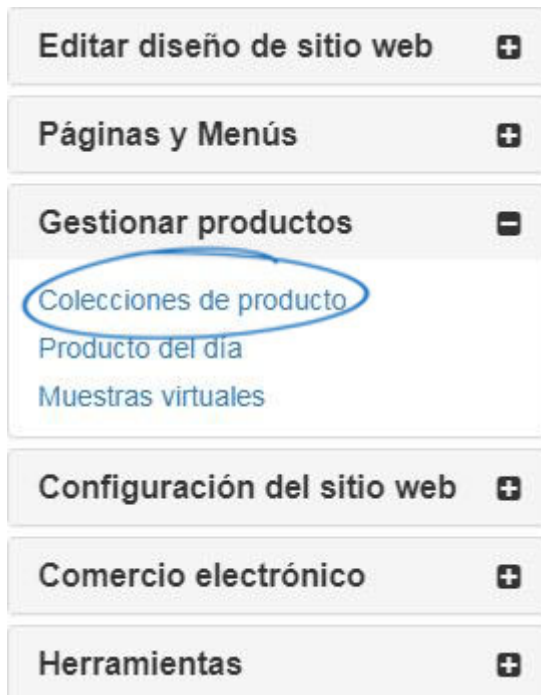 Editar diseño de sitio web
Páginas y Menús
Gestionar productos
Colecciones de producto
Producto del día
Muestras virtuales
Configuración del sitio web
Comercio electrónico
Herramientas